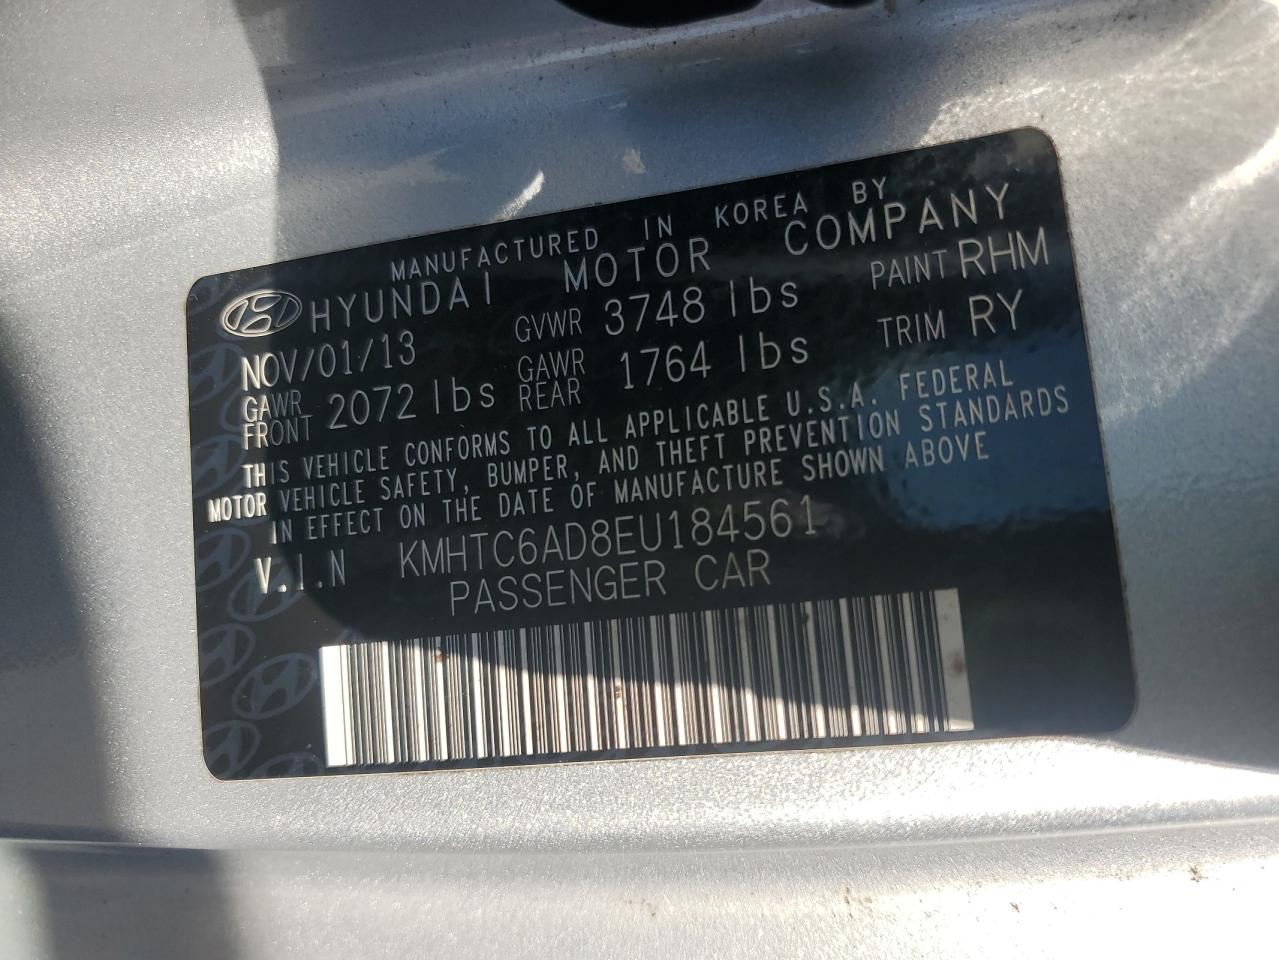 MANUFACTURED IN KOREA BY
HYUNDAI MOTOR COMPANY
NOV/01/13 GVWR 3748 lbs PAINT RHM
GAWR FRONT 2072 lbs GAWR REAR 1764 lbs TRIM RY
THIS VEHICLE CONFORMS TO ALL APPLICABLE U.S.A. FEDERAL
MOTOR VEHICLE SAFETY, BUMPER, AND THEFT PREVENTION STANDARDS
IN EFFECT ON THE DATE OF MANUFACTURE SHOWN ABOVE
V.I.N KMHTC6AD8EU184561
PASSENGER CAR